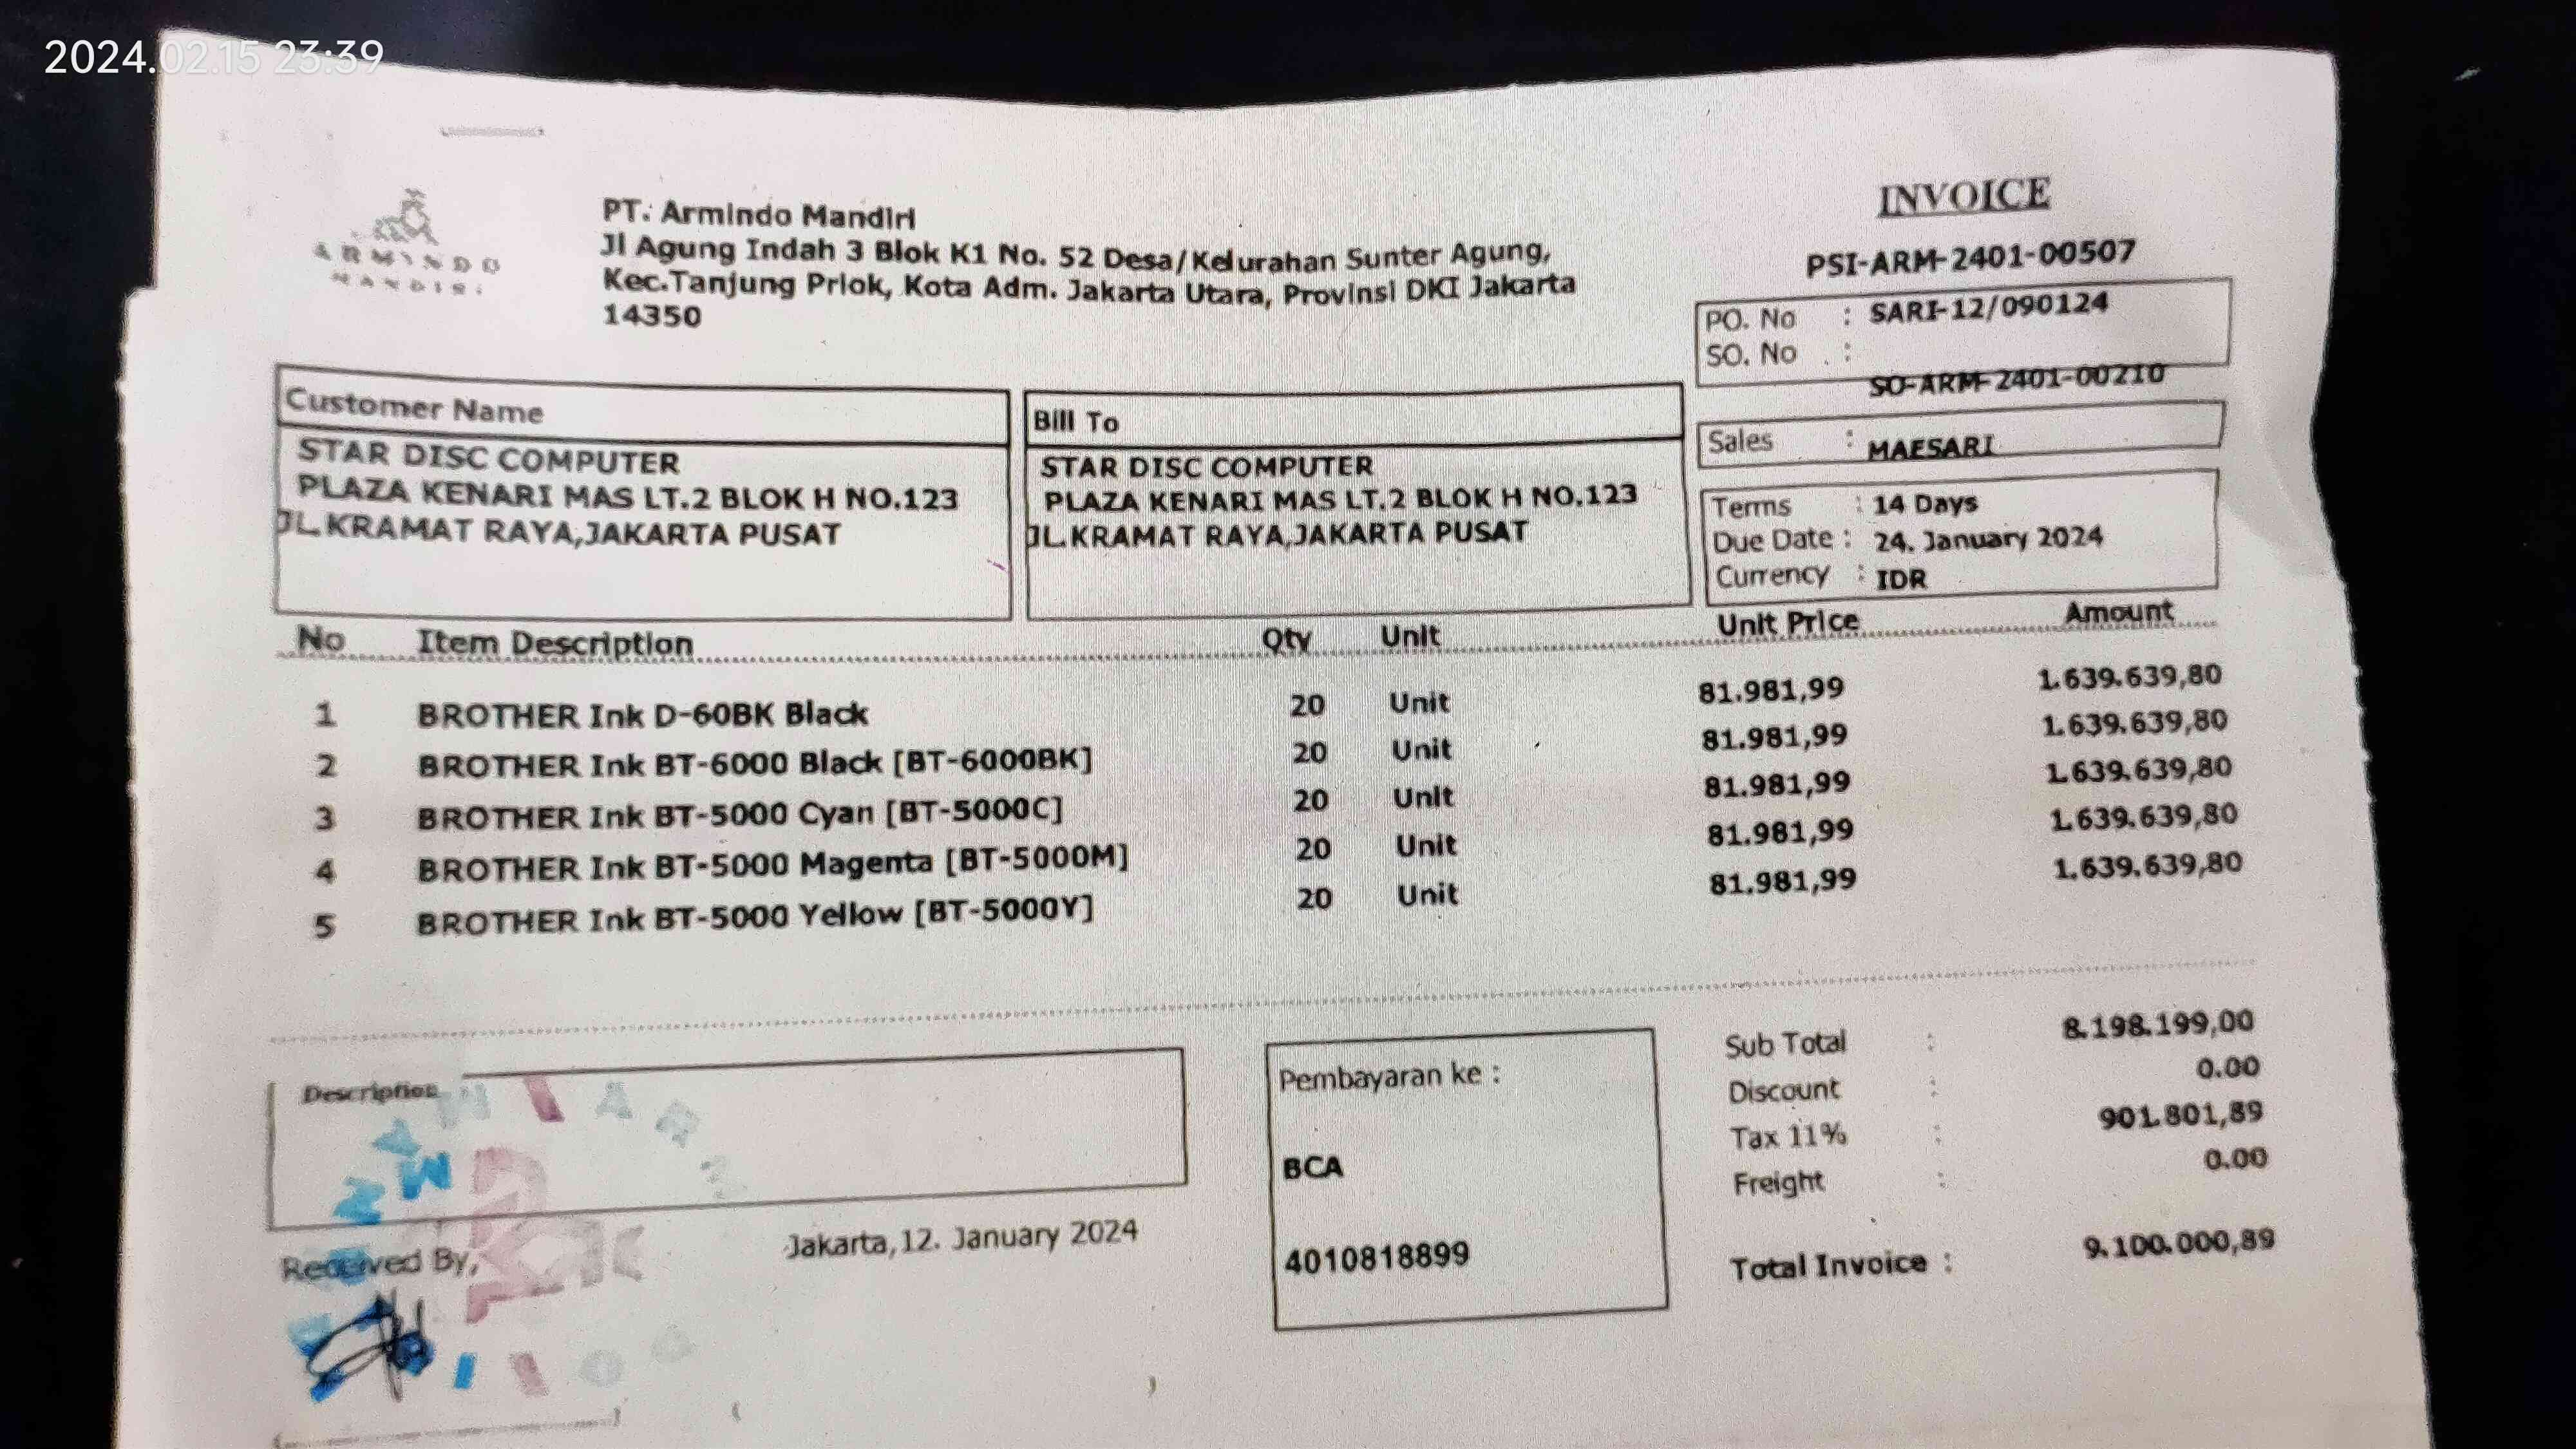 2024.02.15 23:39
ARMINDO
MANDIRI
PT. Armindo Mandiri
Jl Agung Indah 3 Blok K1 No. 52 Desa/Kelurahan Sunter Agung,
Kec.Tanjung Priok, Kota Adm. Jakarta Utara, Provinsi DKI Jakarta
14350
INVOICE
PSI-ARM-2401-00507
PO. No : SARI-12/090124
SO. No :
SO-ARM-2401-00210
Sales : MAESARI
Terms : 14 Days
Due Date : 24. January 2024
Currency : IDR
Customer Name
STAR DISC COMPUTER
PLAZA KENARI MAS LT.2 BLOK H NO.123
JL.KRAMAT RAYA,JAKARTA PUSAT
Bill To
STAR DISC COMPUTER
PLAZA KENARI MAS LT.2 BLOK H NO.123
JL.KRAMAT RAYA,JAKARTA PUSAT
No Item Description Qty Unit Unit Price Amount
1 BROTHER Ink D-60BK Black 20 Unit 81.981,99 1.639.639,80
2 BROTHER Ink BT-6000 Black [BT-6000BK] 20 Unit 81.981,99 1.639.639,80
3 BROTHER Ink BT-5000 Cyan [BT-5000C] 20 Unit 81.981,99 1.639.639,80
4 BROTHER Ink BT-5000 Magenta [BT-5000M] 20 Unit 81.981,99 1.639.639,80
5 BROTHER Ink BT-5000 Yellow [BT-5000Y] 20 Unit 81.981,99 1.639.639,80
Description
Received By,
Jakarta,12. January 2024
Pembayaran ke :
BCA
4010818899
Sub Total : 8.198.199,00
Discount : 0.00
Tax 11% : 901.801,89
Freight : 0.00
Total Invoice : 9.100.000,89